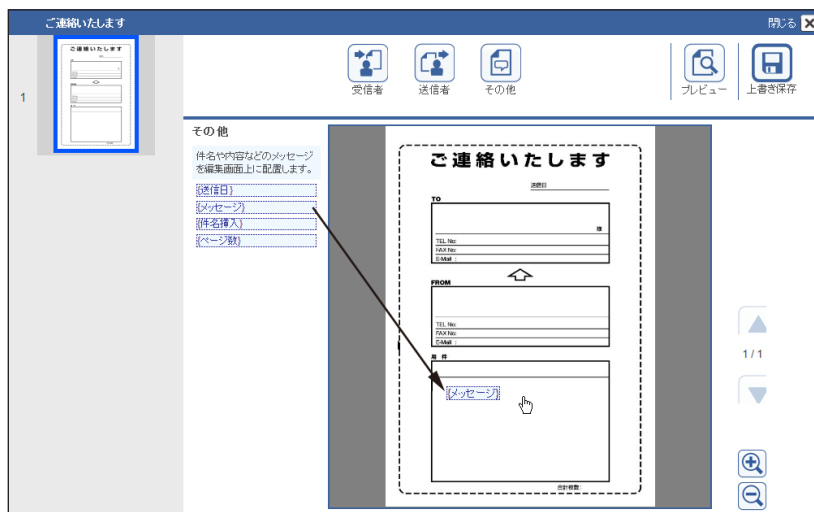 ご連絡いたします
閉じる
1
受信者
送信者
その他
プレビュー
上書き保存
その他
件名や内容などのメッセージ
を編集画面上に配置します。
{送信日}
{メッセージ}
{件名挿入}
{ページ数}
ご連絡いたします
送信日
TO
様
TEL No:
FAX No:
E-Mail :
FROM
TEL No:
FAX No:
E-Mail :
用 件
{メッセージ}
合計枚数:
1/1